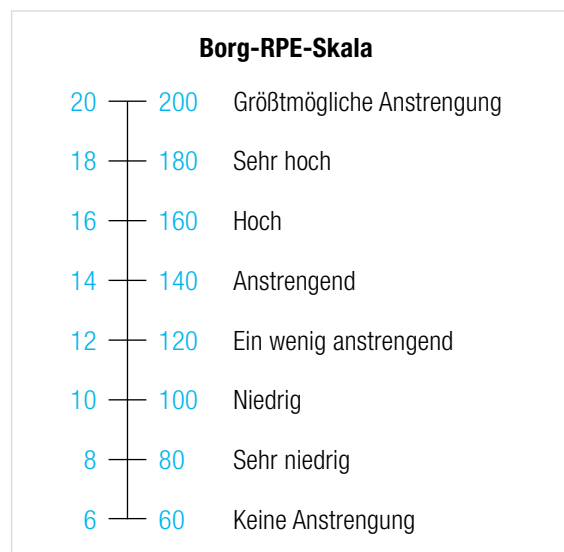 Borg-RPE-Skala
20 200 Größtmögliche Anstrengung
18 180 Sehr hoch
16 160 Hoch
14 140 Anstrengend
12 120 Ein wenig anstrengend
10 100 Niedrig
8 80 Sehr niedrig
6 60 Keine Anstrengung